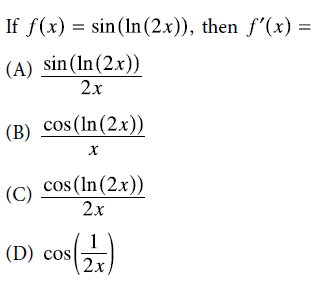 If f(x) = sin(ln(2x)), then f′(x) =
(A) sin(ln(2x))/2x
(B) cos(ln(2x))/x
(C) cos(ln(2x))/2x
(D) cos(1/2x)